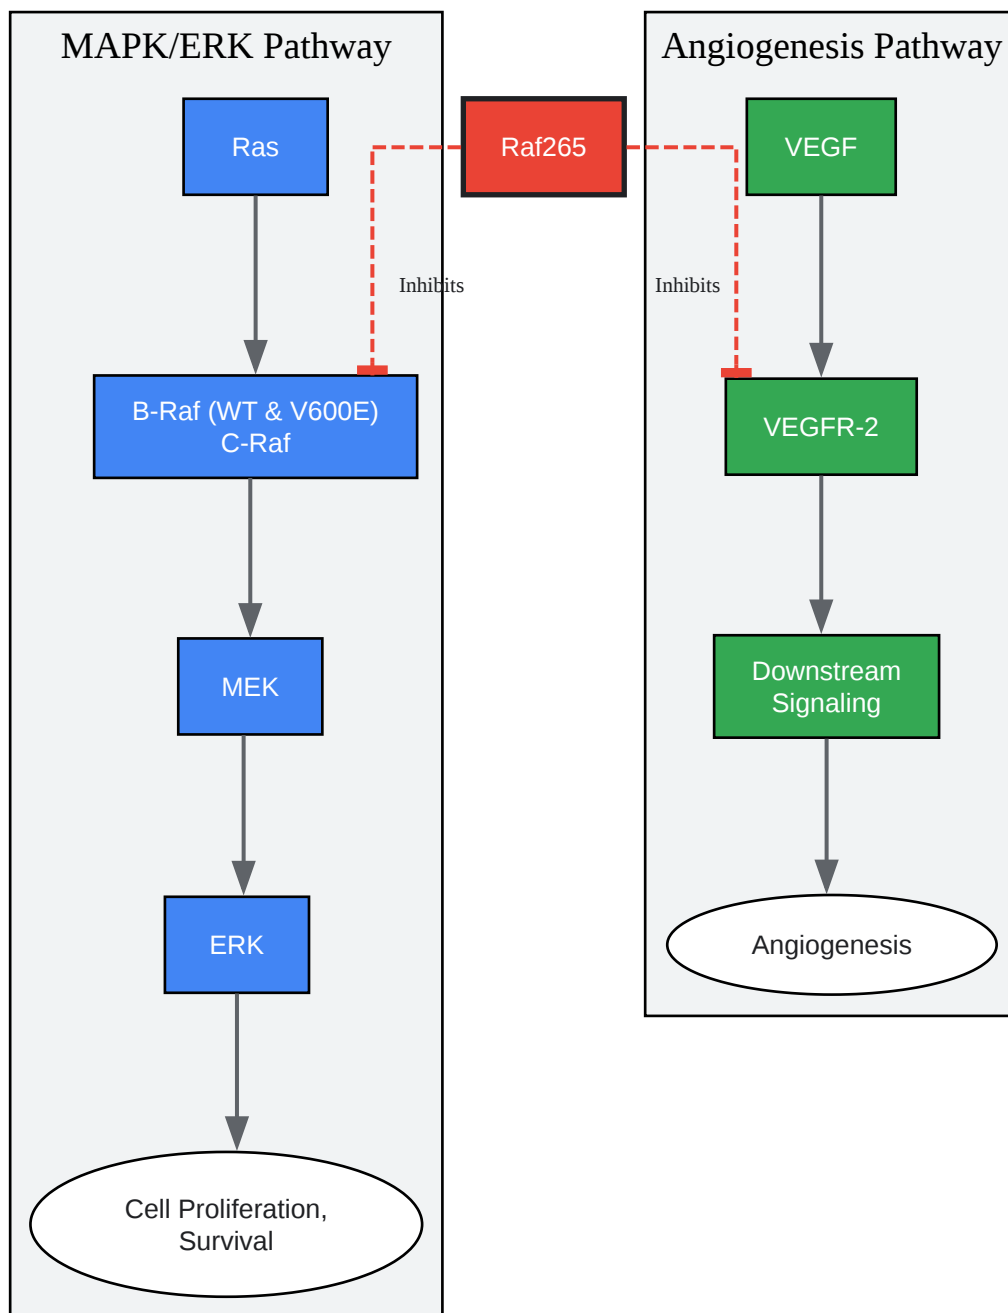 MAPK/ERK Pathway
Angiogenesis Pathway
Ras
Raf265
VEGF
Inhibits
Inhibits
B-Raf (WT & V600E)
C-Raf
VEGFR-2
MEK
Downstream
Signaling
ERK
Angiogenesis
Cell Proliferation,
Survival